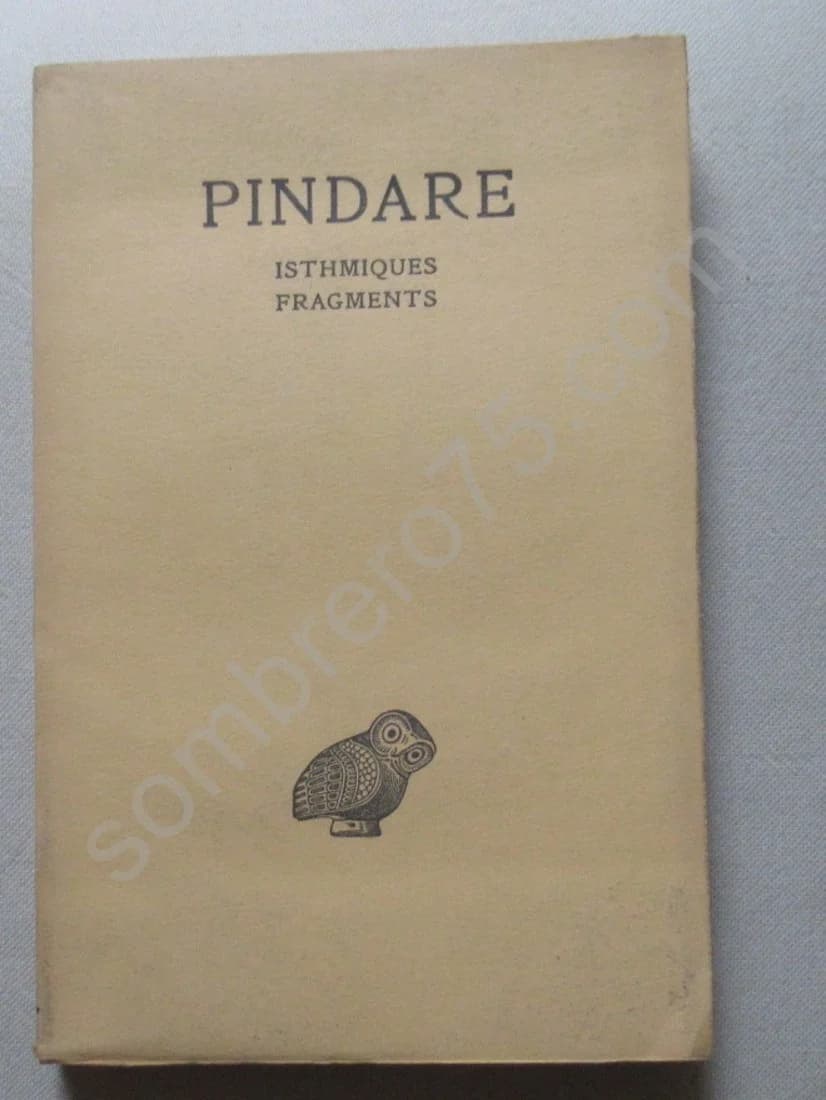 PINDARE
ISTHMIQUES
FRAGMENTS
sombrero75.com